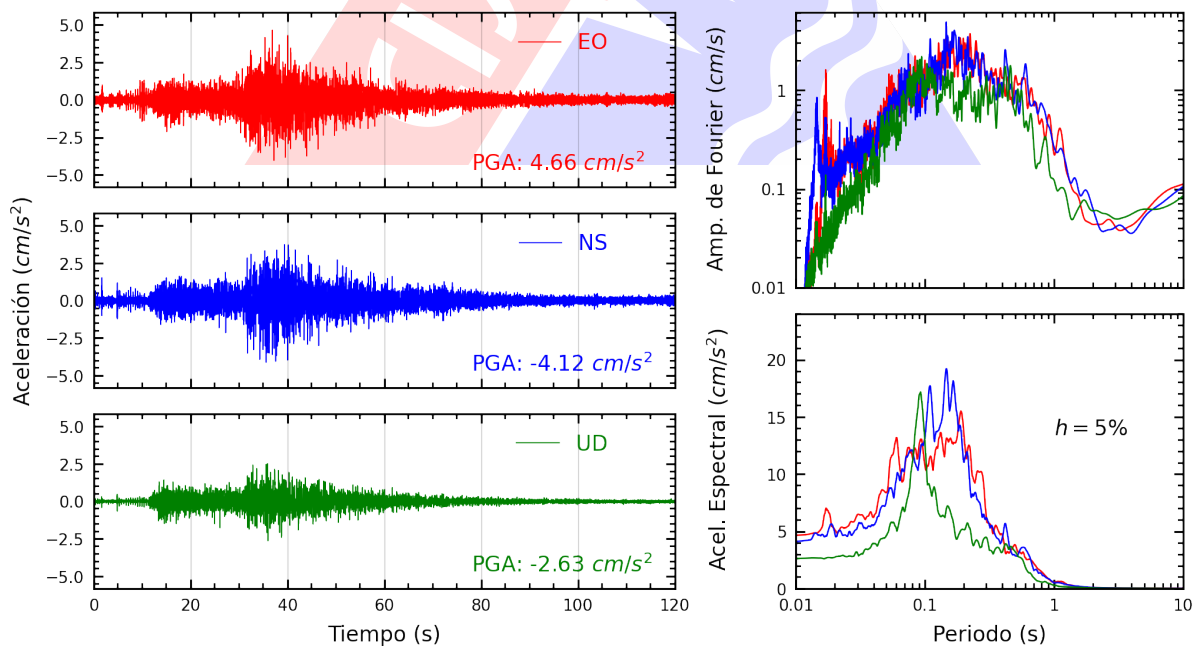 Aceleración (cm/s²)
5.0
2.5
0.0
−2.5
−5.0
EO
PGA: 4.66 cm/s²
5.0
2.5
0.0
−2.5
−5.0
NS
PGA: -4.12 cm/s²
5.0
2.5
0.0
−2.5
−5.0
UD
PGA: -2.63 cm/s²
0 20 40 60 80 100 120
Tiempo (s)
Amp. de Fourier (cm/s)
1
0.1
0.01
Acel. Espectral (cm/s²)
20
15
10
5
0
h = 5%
0.01 0.1 1 10
Periodo (s)